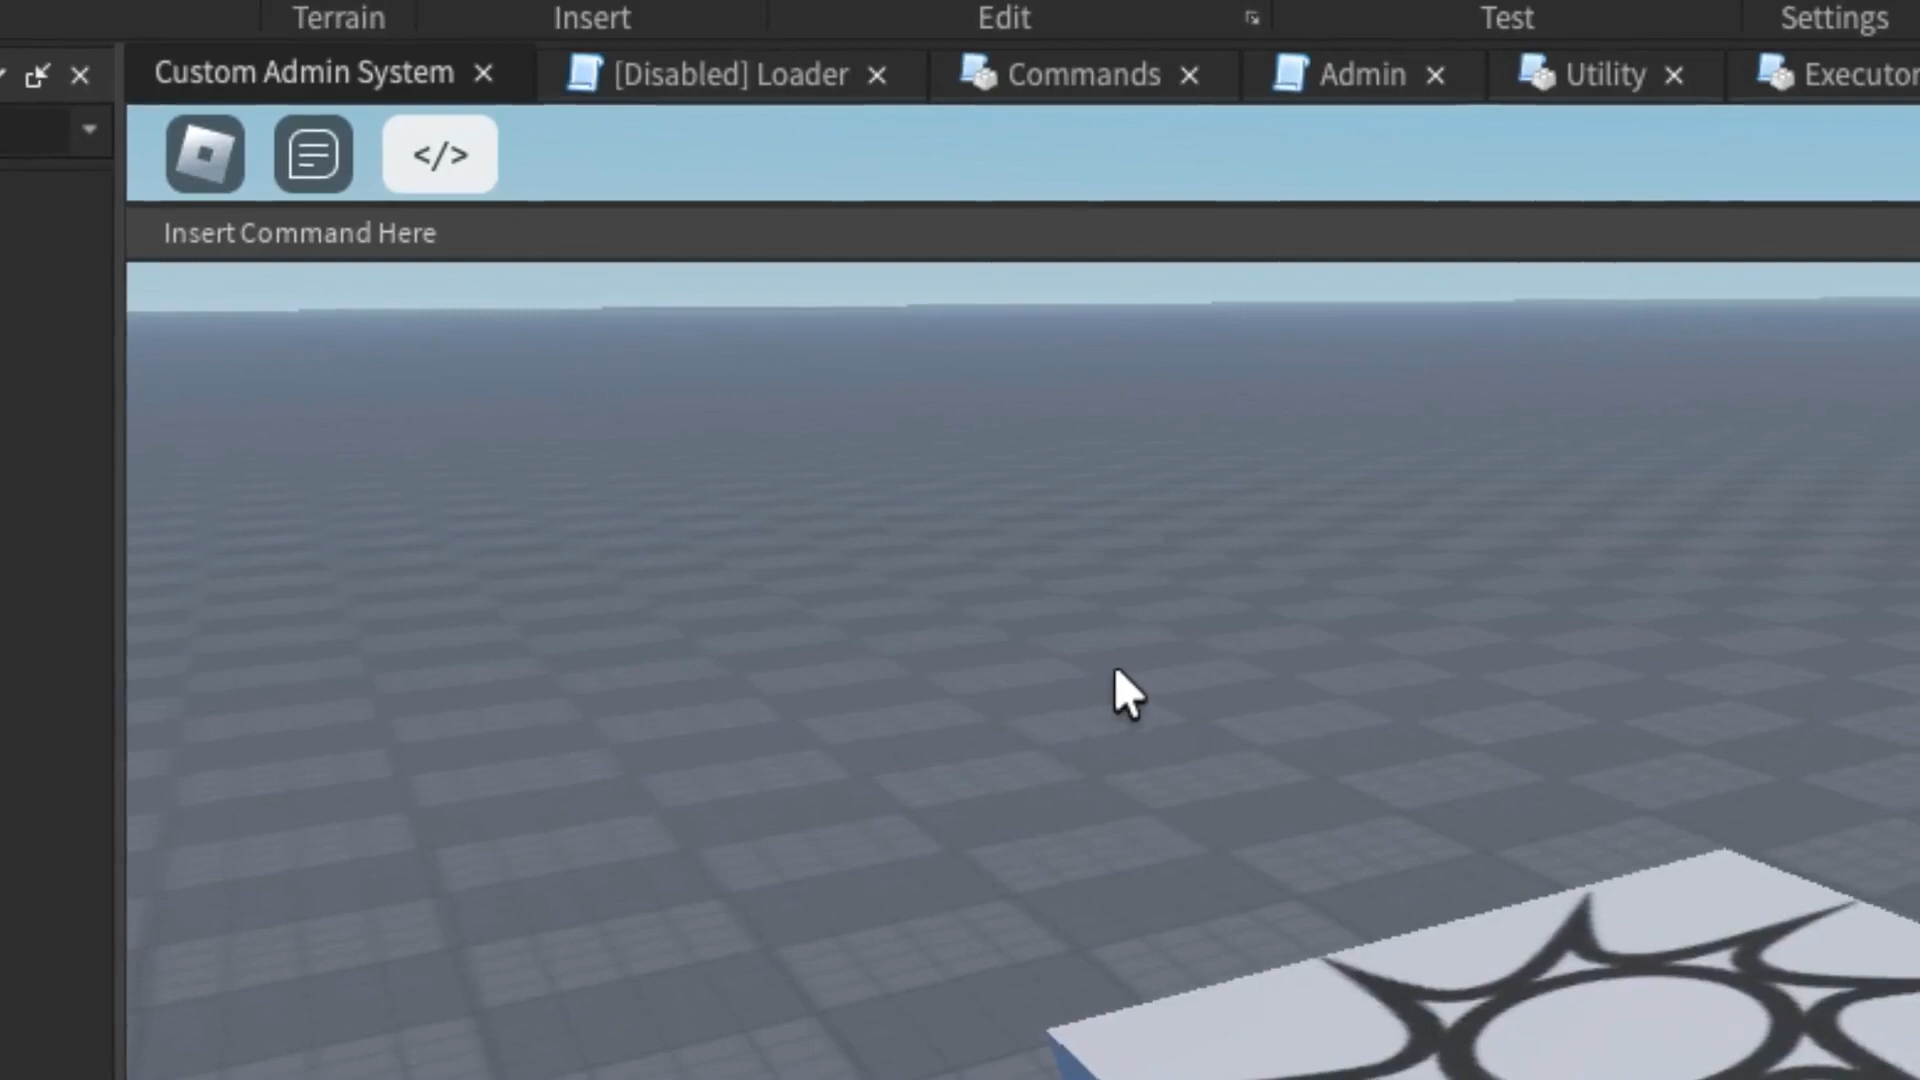 Terrain Insert Edit Test Settings
Custom Admin System [Disabled] Loader Commands Admin Utility Executor
</>
Insert Command Here